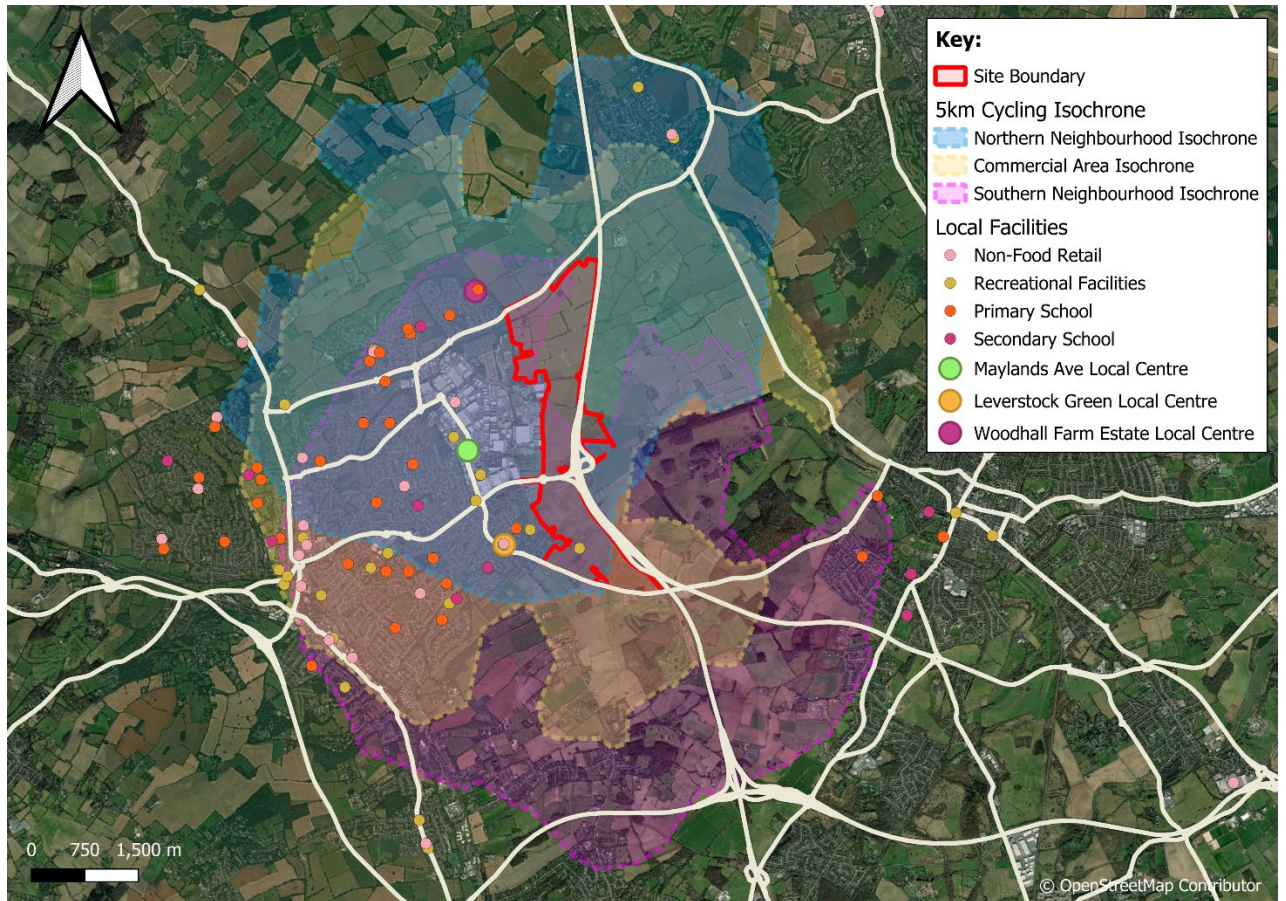 Key:
Site Boundary
5km Cycling Isochrone
Northern Neighbourhood Isochrone
Commercial Area Isochrone
Southern Neighbourhood Isochrone
Local Facilities
Non-Food Retail
Recreational Facilities
Primary School
Secondary School
Maylands Ave Local Centre
Leverstock Green Local Centre
Woodhall Farm Estate Local Centre
0 750 1,500 m
© OpenStreetMap Contributor